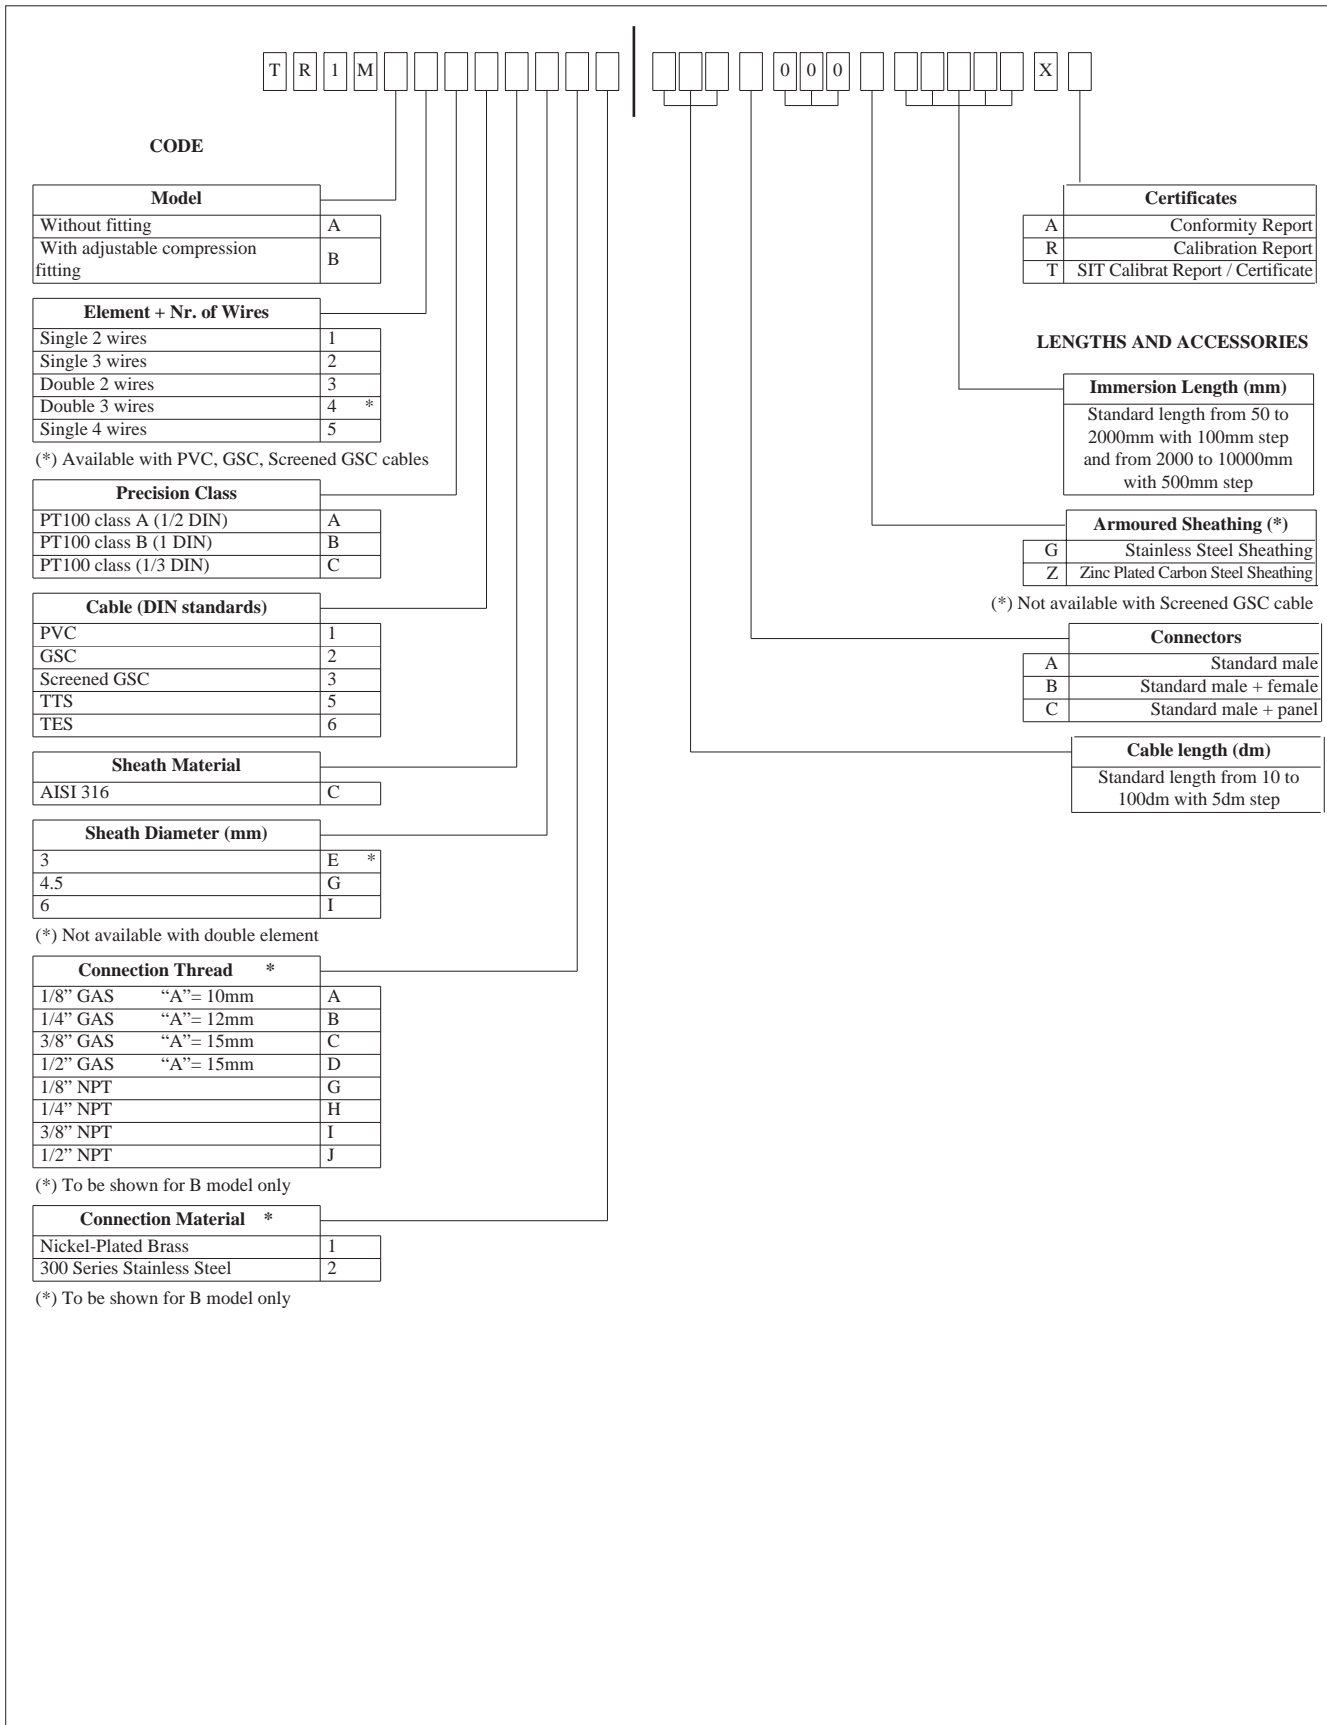 T R 1 M 0 0 0 X
CODE
Model
Without fitting A
With adjustable compression
fitting B
Element + Nr. of Wires
Single 2 wires 1
Single 3 wires 2
Double 2 wires 3
Double 3 wires 4 *
Single 4 wires 5
(*) Available with PVC, GSC, Screened GSC cables
Precision Class
PT100 class A (1/2 DIN) A
PT100 class B (1 DIN) B
PT100 class (1/3 DIN) C
Cable (DIN standards)
PVC 1
GSC 2
Screened GSC 3
TTS 5
TES 6
Sheath Material
AISI 316 C
Sheath Diameter (mm)
3 E *
4.5 G
6 I
(*) Not available with double element
Connection Thread *
1/8” GAS “A”= 10mm A
1/4” GAS “A”= 12mm B
3/8” GAS “A”= 15mm C
1/2” GAS “A”= 15mm D
1/8” NPT G
1/4” NPT H
3/8” NPT I
1/2” NPT J
(*) To be shown for B model only
Connection Material *
Nickel-Plated Brass 1
300 Series Stainless Steel 2
(*) To be shown for B model only
Certificates
A Conformity Report
R Calibration Report
T SIT Calibrat Report / Certificate
LENGTHS AND ACCESSORIES
Immersion Length (mm)
Standard length from 50 to
2000mm with 100mm step
and from 2000 to 10000mm
with 500mm step
Armoured Sheathing (*)
G Stainless Steel Sheathing
Z Zinc Plated Carbon Steel Sheathing
(*) Not available with Screened GSC cable
Connectors
A Standard male
B Standard male + female
C Standard male + panel
Cable length (dm)
Standard length from 10 to
100dm with 5dm step